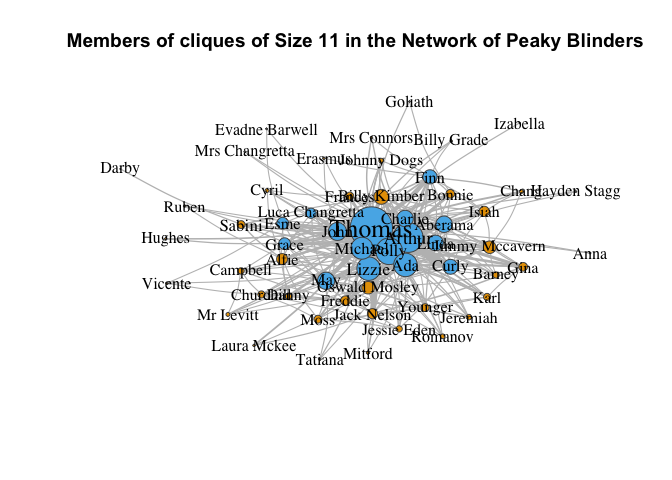 Members of cliques of Size 11 in the Network of Peaky Blinders
Goliath
Izabella
Evadne Barwell
Mrs Connors
Billy Grade
Mrs Changretta
Erasmus
Johnny Dogs
Darby
Finn
Cyril
Frances
Billy Kimber
Bonnie
Hayden Stagg
Ruben
Luca Changretta
Charlie
Isiah
Sabini
Esme
Thomas
Aberama
Hughes
John
Arthur
Linda
Jimmy Mccavern
Grace
Michael
Polly
Anna
Alfie
Campbell
Lizzie
Ada
Curly
Gina
Vicente
May
Barney
Oswald Mosley
Karl
Churchill
Danny
Freddie
Mr Levitt
Moss
Jack Nelson
Younger
Jeremiah
Jessie Eden
Romanov
Laura Mckee
Tatiana
Mitford